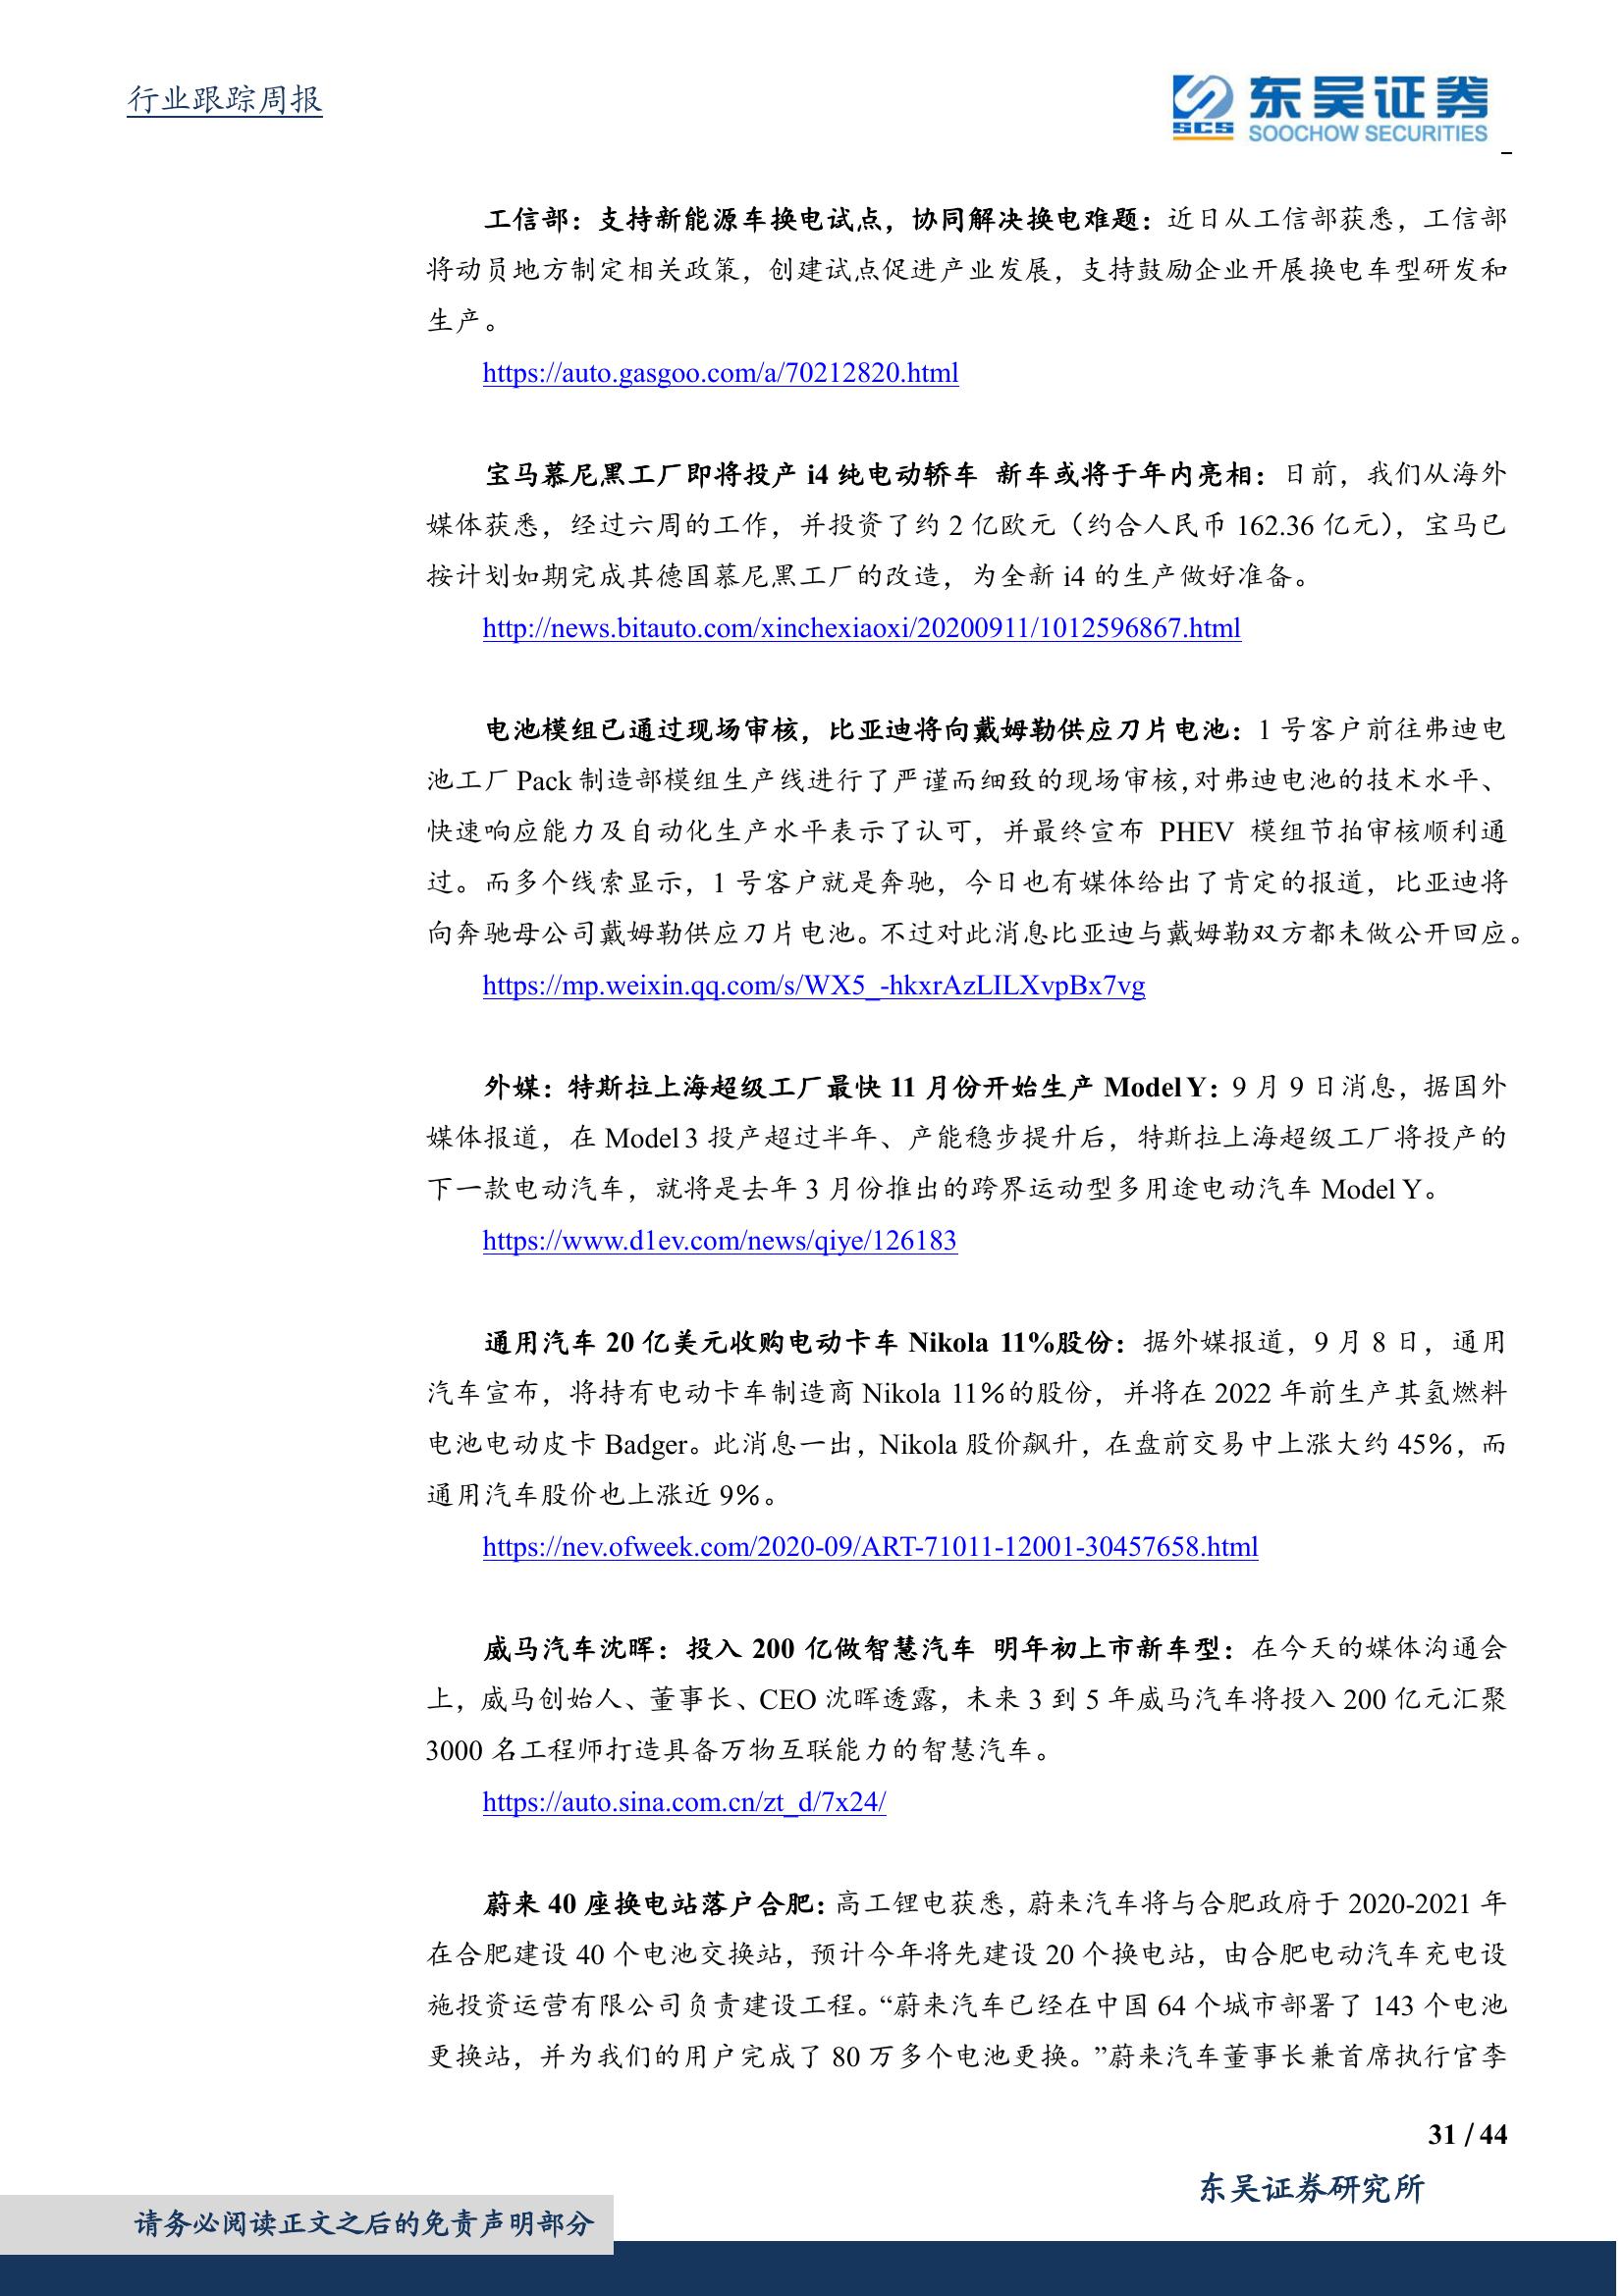 行业跟踪周报
SCS
东吴证券
SOOCHOW SECURITIES
工信部：支持新能源车换电试点，协同解决换电难题：近日从工信部获悉，工信部
将动员地方制定相关政策，创建试点促进产业发展，支持鼓励企业开展换电车型研发和
生产。
https://auto.gasgoo.com/a/70212820.html
宝马慕尼黑工厂即将投产 i4 纯电动轿车 新车或将于年内亮相：日前，我们从海外
媒体获悉，经过六周的工作，并投资了约 2 亿欧元（约合人民币 162.36 亿元），宝马已
按计划如期完成其德国慕尼黑工厂的改造，为全新 i4 的生产做好准备。
http://news.bitauto.com/xinchexiaoxi/20200911/1012596867.html
电池模组已通过现场审核，比亚迪将向戴姆勒供应刀片电池：1 号客户前往弗迪电
池工厂 Pack 制造部模组生产线进行了严谨而细致的现场审核，对弗迪电池的技术水平、
快速响应能力及自动化生产水平表示了认可，并最终宣布 PHEV 模组节拍审核顺利通
过。而多个线索显示，1 号客户就是奔驰，今日也有媒体给出了肯定的报道，比亚迪将
向奔驰母公司戴姆勒供应刀片电池。不过对此消息比亚迪与戴姆勒双方都未做公开回应。
https://mp.weixin.qq.com/s/WX5_-hkxrAzLILXvpBx7vg
外媒：特斯拉上海超级工厂最快 11 月份开始生产 Model Y：9 月 9 日消息，据国外
媒体报道，在 Model 3 投产超过半年、产能稳步提升后，特斯拉上海超级工厂将投产的
下一款电动汽车，就将是去年 3 月份推出的跨界运动型多用途电动汽车 Model Y。
https://www.d1ev.com/news/qiye/126183
通用汽车 20 亿美元收购电动卡车 Nikola 11%股份：据外媒报道，9 月 8 日，通用
汽车宣布，将持有电动卡车制造商 Nikola 11％的股份，并将在 2022 年前生产其氢燃料
电池电动皮卡 Badger。此消息一出，Nikola 股价飙升，在盘前交易中上涨大约 45％，而
通用汽车股价也上涨近 9％。
https://nev.ofweek.com/2020-09/ART-71011-12001-30457658.html
威马汽车沈晖：投入 200 亿做智慧汽车 明年初上市新车型：在今天的媒体沟通会
上，威马创始人、董事长、CEO 沈晖透露，未来 3 到 5 年威马汽车将投入 200 亿元汇聚
3000 名工程师打造具备万物互联能力的智慧汽车。
https://auto.sina.com.cn/zt_d/7x24/
蔚来 40 座换电站落户合肥：高工锂电获悉，蔚来汽车将与合肥政府于 2020-2021 年
在合肥建设 40 个电池交换站，预计今年将先建设 20 个换电站，由合肥电动汽车充电设
施投资运营有限公司负责建设工程。“蔚来汽车已经在中国 64 个城市部署了 143 个电池
更换站，并为我们的用户完成了 80 万多个电池更换。”蔚来汽车董事长兼首席执行官李
31 / 44
东吴证券研究所
请务必阅读正文之后的免责声明部分